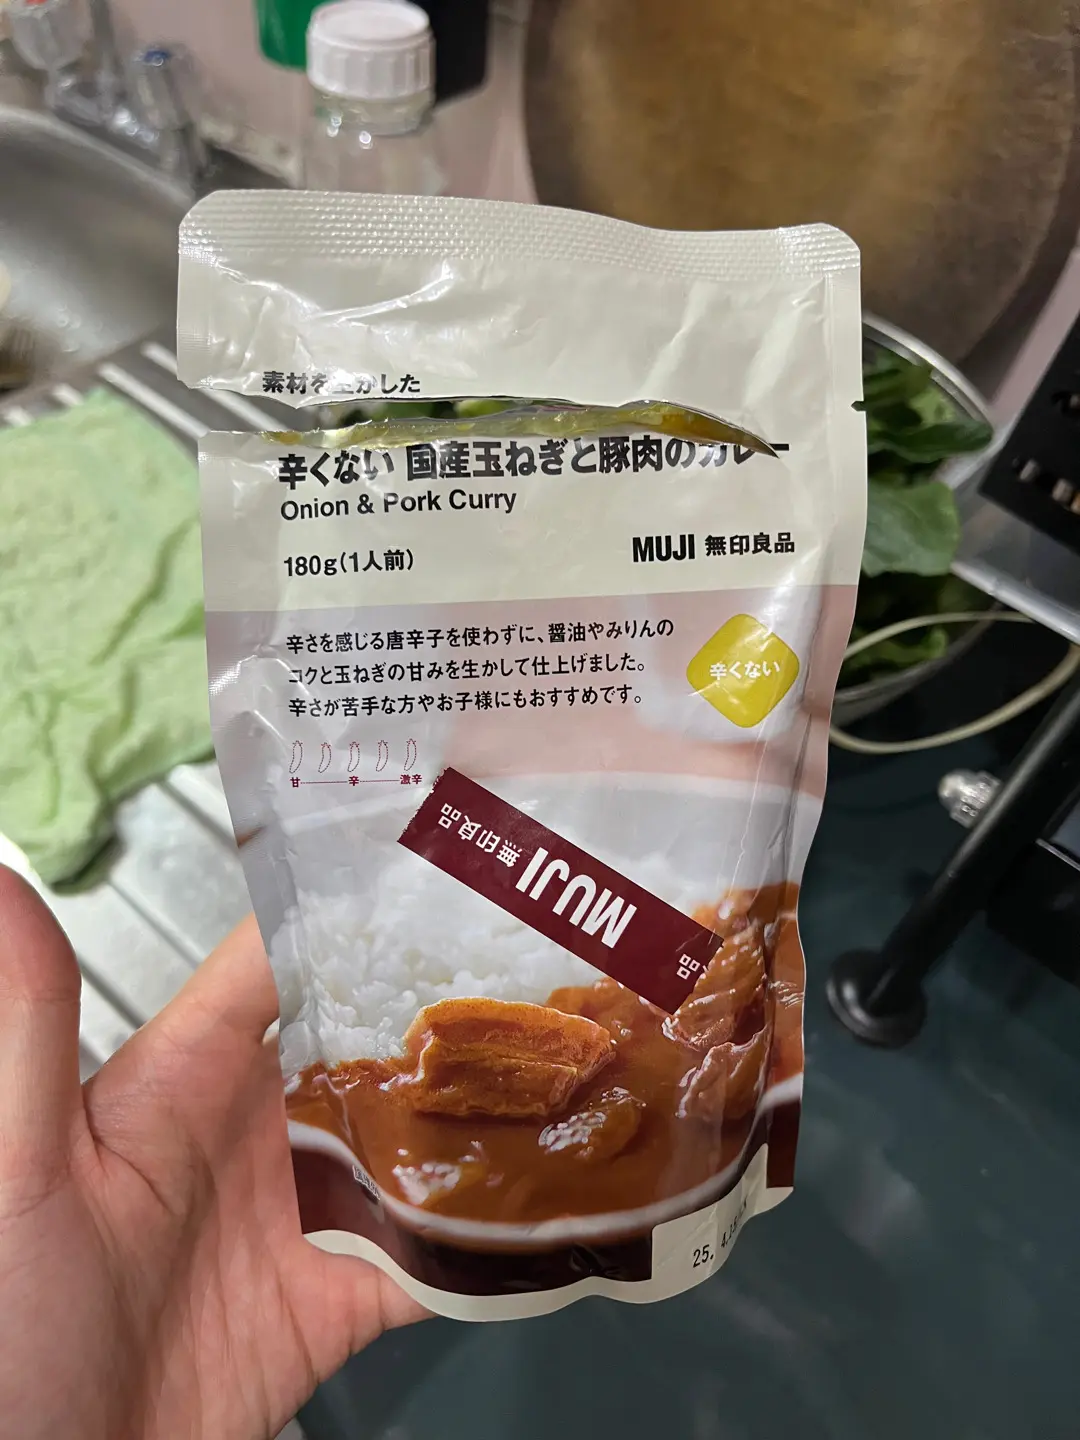 素材を生かした
辛くない 国産玉ねぎと豚肉のカレー
Onion & Pork Curry
180g(1人前)
MUJI 無印良品
辛さを感じる唐辛子を使わずに、醤油やみりんの
コクと玉ねぎの甘みを生かして仕上げました。
辛さが苦手な方やお子様にもおすすめです。
辛くない
甘 辛 激辛
MUJI 無印良品
品
25. 4.